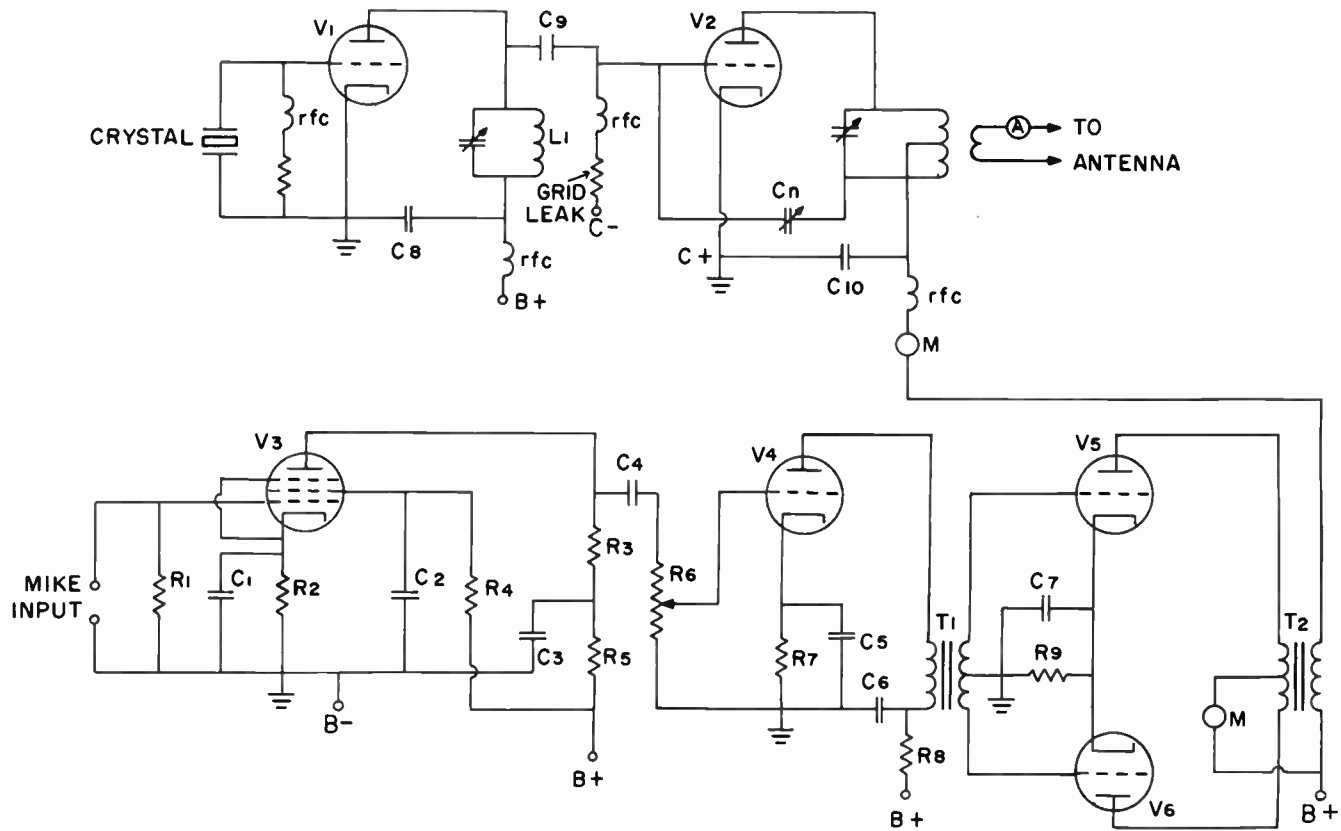 V1
C9
V2
rfc
CRYSTAL
L1
rfc
GRID
LEAK
C-
A
TO
ANTENNA
Cn
C8
rfc
B+
C+
C10
rfc
M
V3
C4
V4
V5
R3
R6
MIKE
INPUT
R1
C1
R2
C2
R4
C7
T1
T2
C3
R5
R7
C5
R9
C6
M
B-
B+
R8
B+
V6
B+